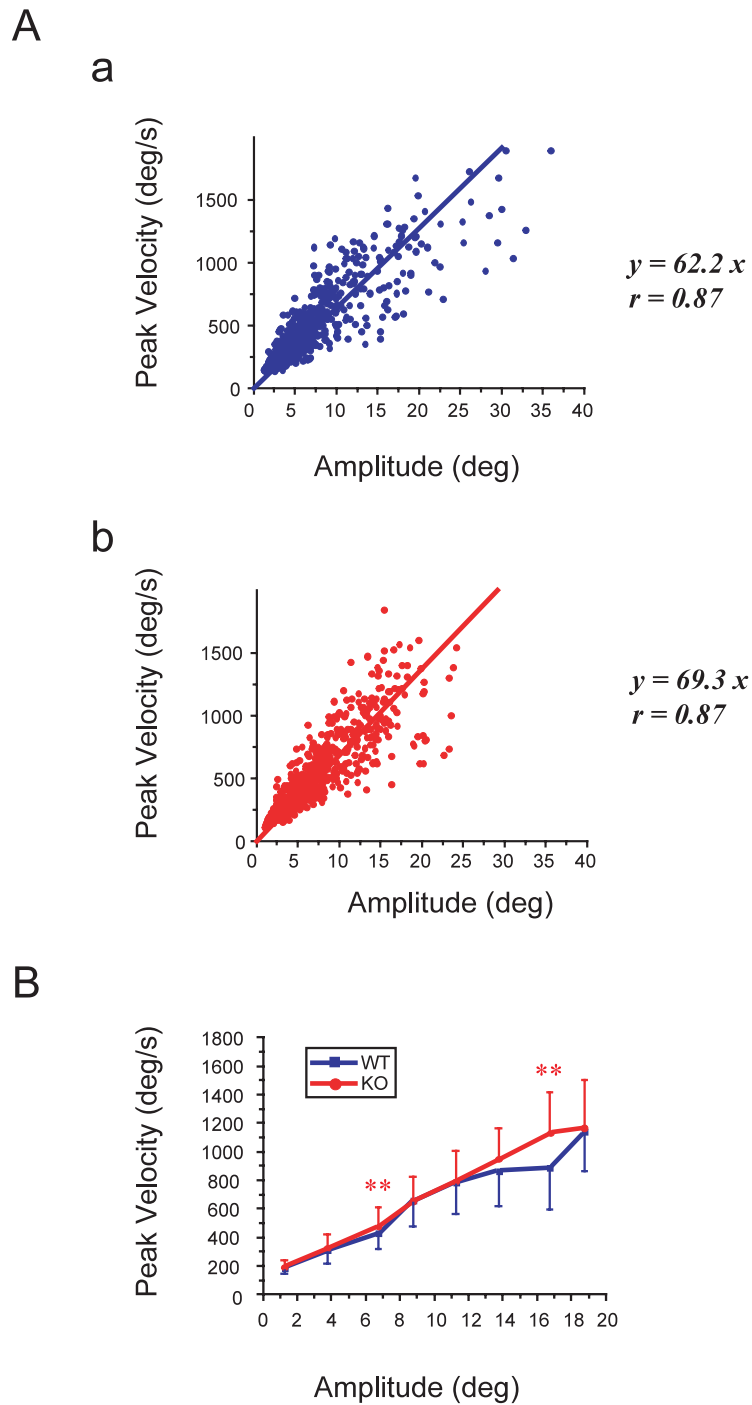 A
a
Peak Velocity (deg/s)
1500
1000
500
0
0 5 10 15 20 25 30 35 40
Amplitude (deg)
y = 62.2 x
r = 0.87
b
Peak Velocity (deg/s)
1500
1000
500
0
0 5 10 15 20 25 30 35 40
Amplitude (deg)
y = 69.3 x
r = 0.87
B
Peak Velocity (deg/s)
1800
1600
1400
1200
1000
800
600
400
200
0
WT
KO
**
**
0 2 4 6 8 10 12 14 16 18 20
Amplitude (deg)